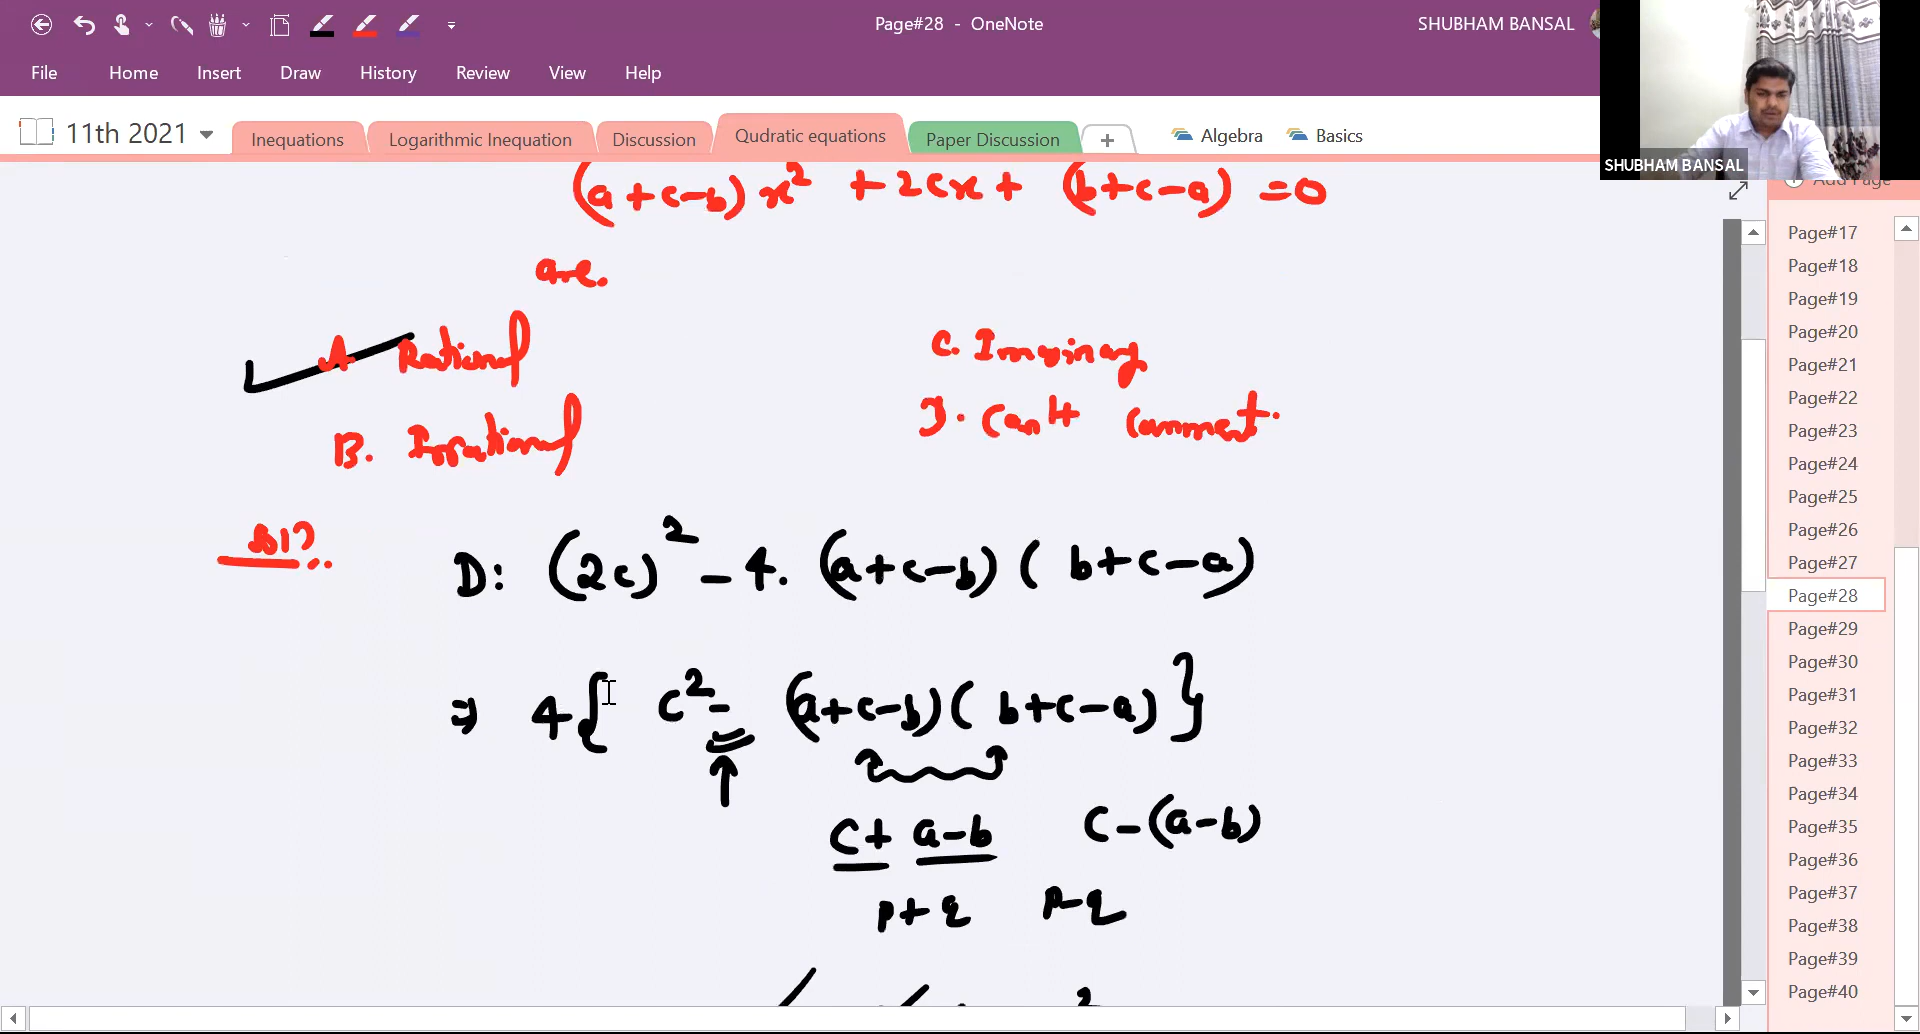 Page#28 - OneNote
SHUBHAM BANSAL
File Home Insert Draw History Review View Help
11th 2021
Inequations
Logarithmic Inequation
Discussion
Qudratic equations
Paper Discussion
+
Algebra
Basics
SHUBHAM BANSAL
Add Page
(a+c-b)x² + 2cx + (b+c-a) = 0
are.
A Rational
C. Imaginary
B. Irrational
D. Can't Comment.
D: (2c)² - 4. (a+c-b)(b+c-a)
⇒ 4{ c² - (a+c-b)(b+c-a)}
c+ a-b c-(a-b)
p+q p-q
Page#17
Page#18
Page#19
Page#20
Page#21
Page#22
Page#23
Page#24
Page#25
Page#26
Page#27
Page#28
Page#29
Page#30
Page#31
Page#32
Page#33
Page#34
Page#35
Page#36
Page#37
Page#38
Page#39
Page#40